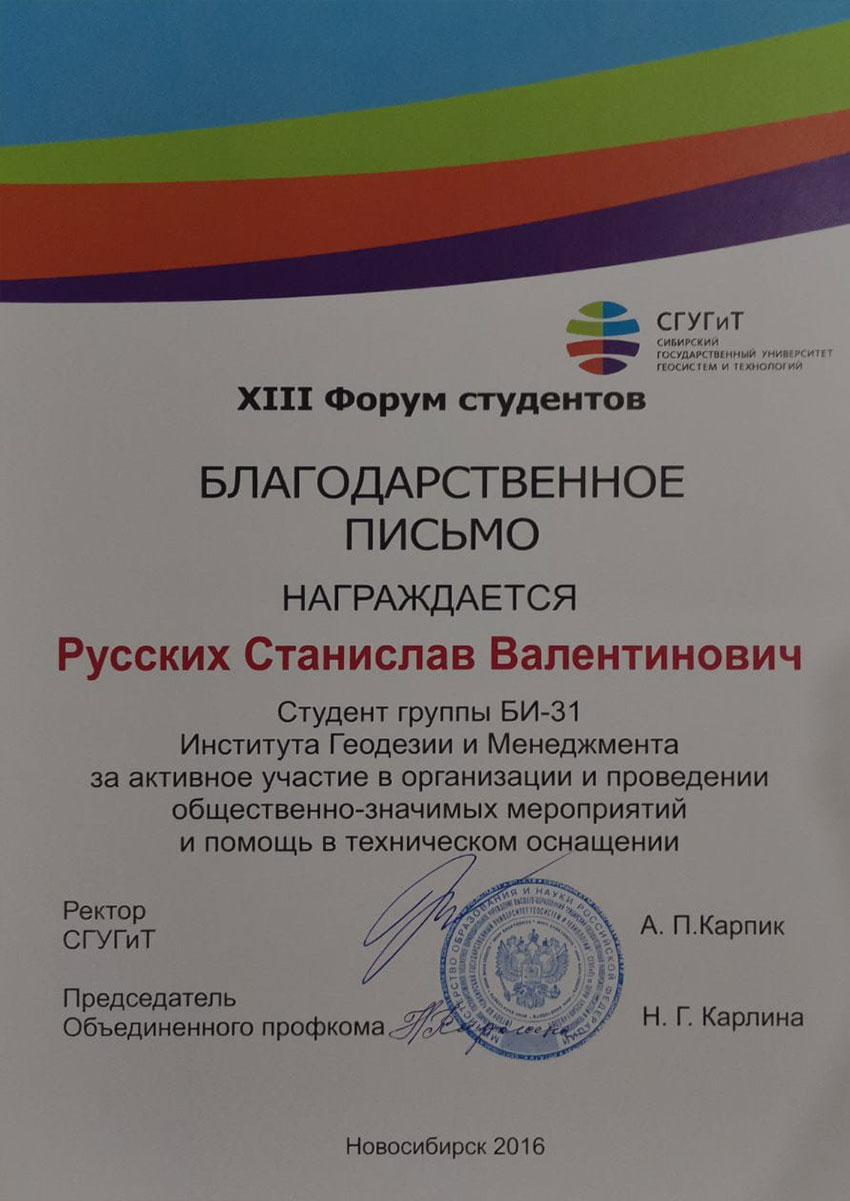 СГУГиТ
СИБИРСКИЙ
ГОСУДАРСТВЕННЫЙ УНИВЕРСИТЕТ
ГЕОСИСТЕМ И ТЕХНОЛОГИЙ
XIII Форум студентов
БЛАГОДАРСТВЕННОЕ
ПИСЬМО
НАГРАЖДАЕТСЯ
Русских Станислав Валентинович
Студент группы БИ-31
Института Геодезии и Менеджмента
за активное участие в организации и проведении
общественно-значимых мероприятий
и помощь в техническом оснащении
Ректор
СГУГиТ
А. П.Карпик
МИНИСТЕРСТВО ОБРАЗОВАНИЯ И НАУКИ РОССИЙСКОЙ ФЕДЕРАЦИИ
Председатель
Объединенного профкома
Н. Г. Карлина
Новосибирск 2016